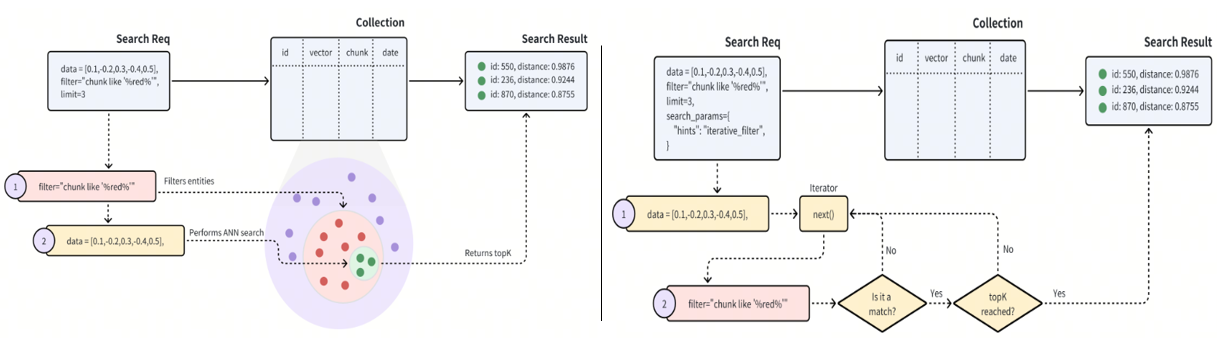 Collection
Search Req
Search Result
id vector chunk date
data = [0.1,-0.2,0.3,-0.4,0.5],
filter="chunk like '%red%'",
limit=3
id: 550, distance: 0.9876
id: 236, distance: 0.9244
id: 870, distance: 0.8755
1
filter="chunk like '%red%'"
Filters entities
2
data = [0.1,-0.2,0.3,-0.4,0.5],
Performs ANN search
Returns topK
Collection
Search Req
Search Result
id vector chunk date
data = [0.1,-0.2,0.3,-0.4,0.5],
filter="chunk like '%red%'",
limit=3,
search_params={
"hints": "iterative_filter",
}
id: 550, distance: 0.9876
id: 236, distance: 0.9244
id: 870, distance: 0.8755
Iterator
1
data = [0.1,-0.2,0.3,-0.4,0.5],
next()
No
No
2
filter="chunk like '%red%'"
Is it a
match?
Yes
topK
reached?
Yes